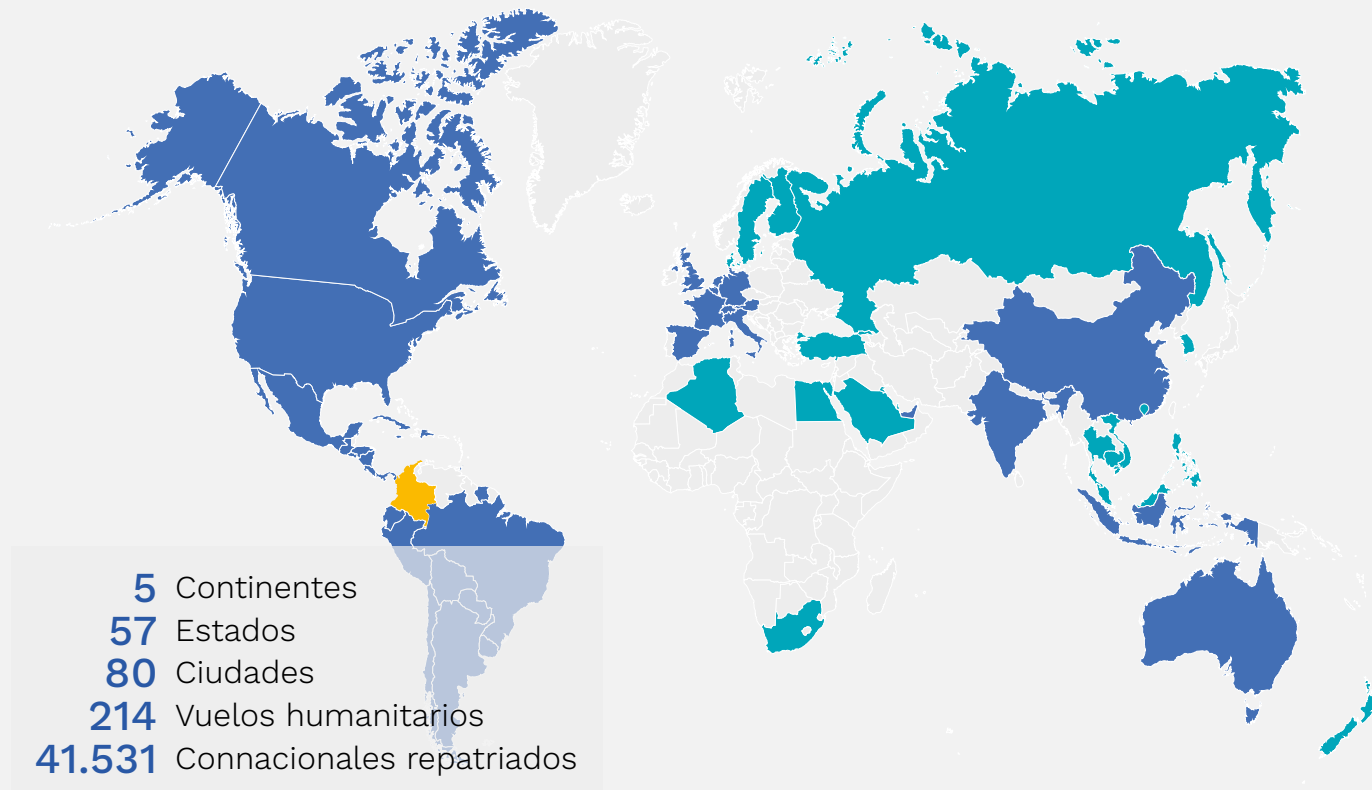 5 Continentes
57 Estados
80 Ciudades
214 Vuelos humanitarios
41.531 Connacionales repatriados